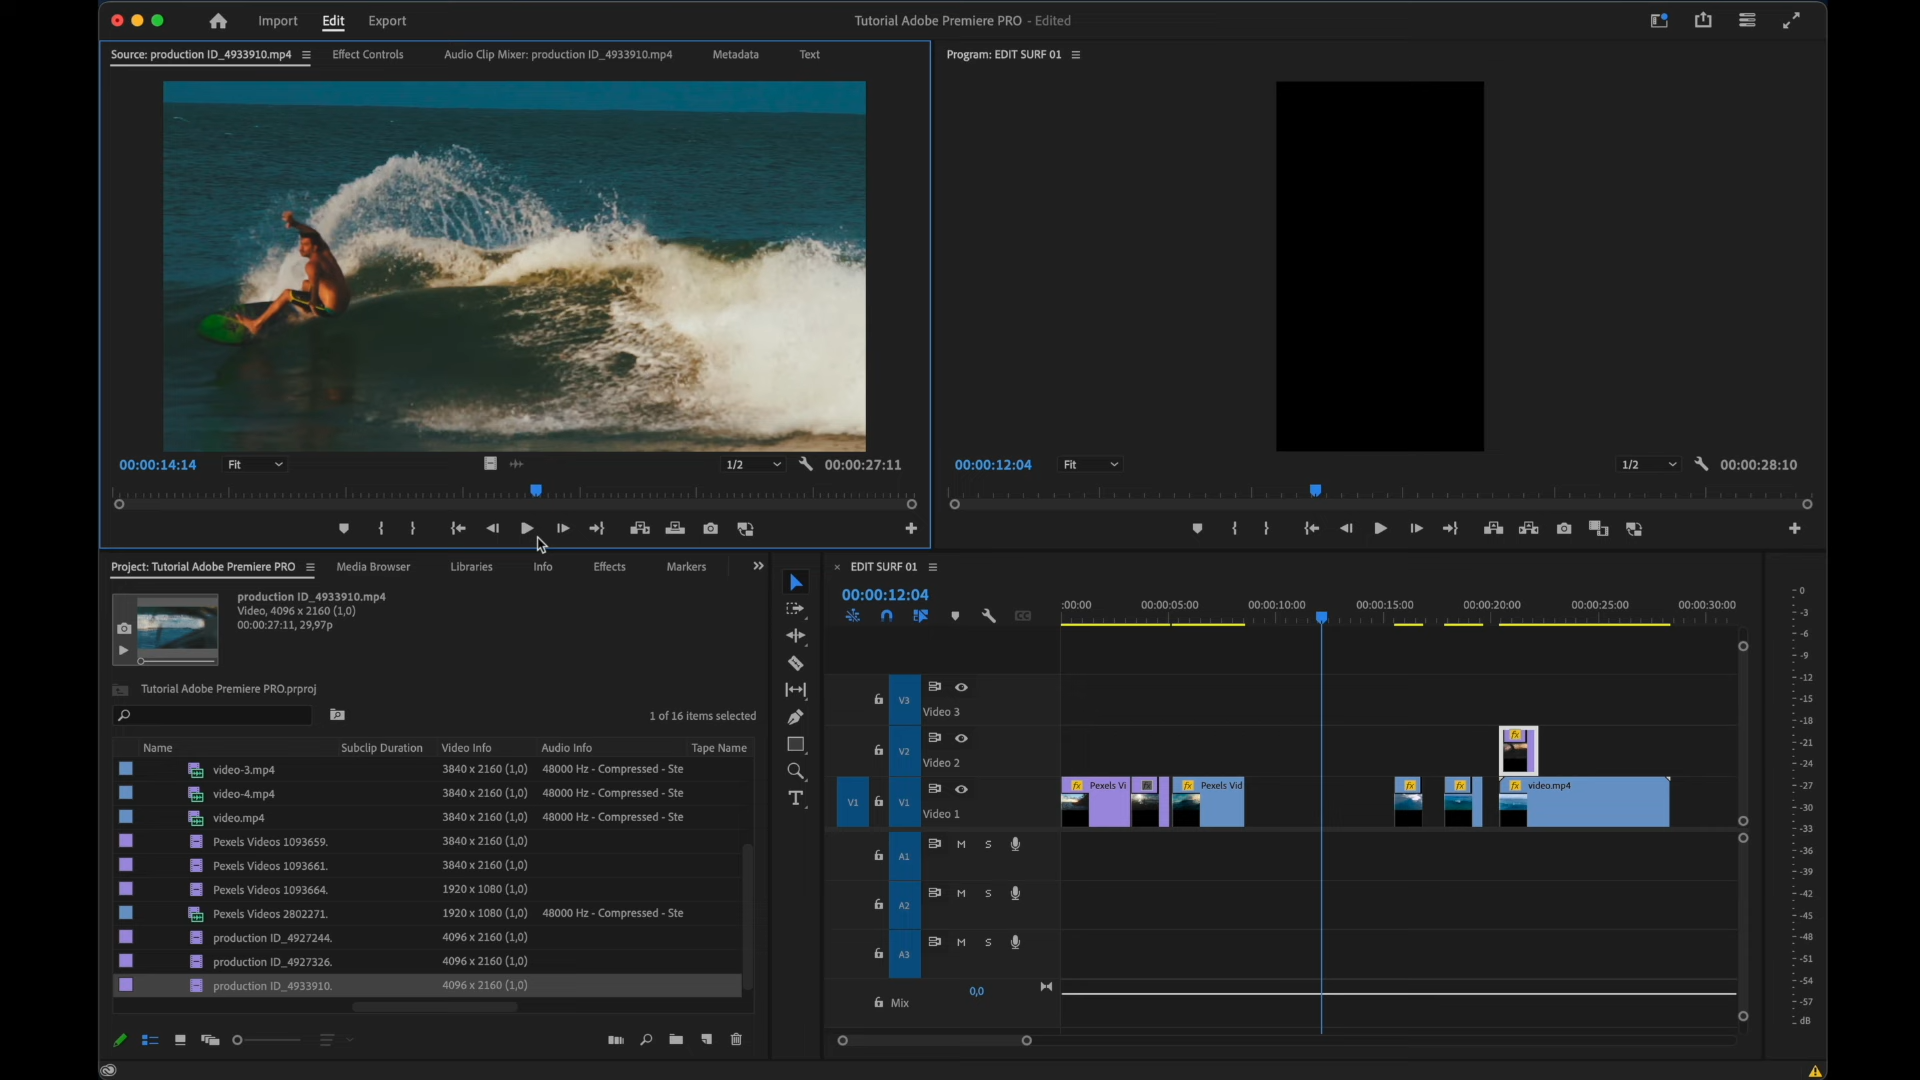 Import
Edit
Export
Tutorial Adobe Premiere PRO - Edited
Source: production ID_4933910.mp4
Effect Controls
Audio Clip Mixer: production ID_4933910.mp4
Metadata
Text
Program: EDIT SURF 01
00:00:14:14
Fit
1/2
00:00:27:11
00:00:12:04
Fit
1/2
00:00:28:10
Project: Tutorial Adobe Premiere PRO
Media Browser
Libraries
Info
Effects
Markers
production ID_4933910.mp4
Video, 4096 x 2160 (1,0)
00:00:27:11, 29,97p
Tutorial Adobe Premiere PRO.prproj
1 of 16 items selected
Name Subclip Duration Video Info Audio Info Tape Name
video-3.mp4 3840 x 2160 (1,0) 48000 Hz - Compressed - Ste
video-4.mp4 3840 x 2160 (1,0) 48000 Hz - Compressed - Ste
video.mp4 3840 x 2160 (1,0) 48000 Hz - Compressed - Ste
Pexels Videos 1093659. 3840 x 2160 (1,0)
Pexels Videos 1093661. 3840 x 2160 (1,0)
Pexels Videos 1093664. 1920 x 1080 (1,0)
Pexels Videos 2802271. 1920 x 1080 (1,0) 48000 Hz - Compressed - Ste
production ID_4927244. 4096 x 2160 (1,0)
production ID_4927326. 4096 x 2160 (1,0)
production ID_4933910. 4096 x 2160 (1,0)
T
× EDIT SURF 01
00:00:12:04
CC
:00:00 00:00:05:00 00:00:10:00 00:00:15:00 00:00:20:00 00:00:25:00 00:00:30:00
V3
Video 3
V2
Video 2
fx
V1 V1
Video 1
fx Pexels Vi
fx
fx Pexels Vid
fx
fx
fx video.mp4
A1 M S
A2 M S
A3 M S
Mix
0,0
0
-3
-6
-9
-12
-15
-18
-21
-24
-27
-30
-33
-36
-39
-42
-45
-48
-51
-54
-57
dB